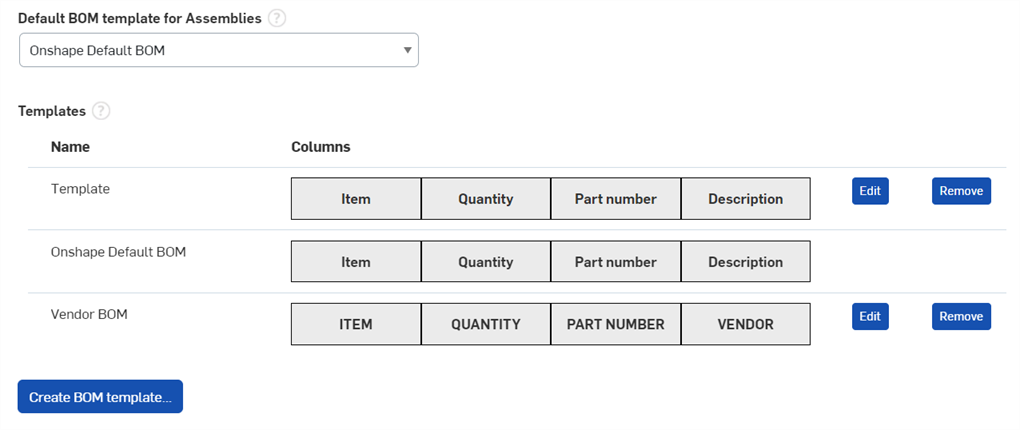 Default BOM template for Assemblies ?
Onshape Default BOM
Templates ?
Name Columns
Template Item Quantity Part number Description Edit Remove
Onshape Default BOM Item Quantity Part number Description
Vendor BOM ITEM QUANTITY PART NUMBER VENDOR Edit Remove
Create BOM template...